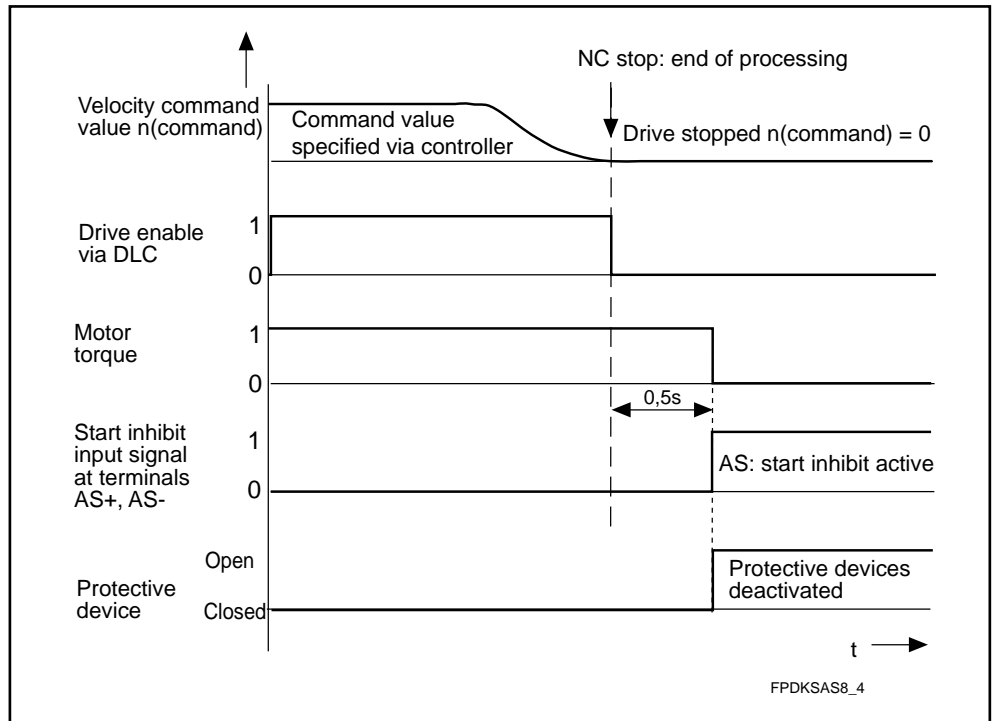 NC stop: end of processing
Velocity command
value n(command)
Command value
specified via controller
Drive stopped n(command) = 0
Drive enable
via DLC
1
0
Motor
torque
1
0
0,5s
Start inhibit
input signal
at terminals
AS+, AS-
1
0
AS: start inhibit active
Protective
device
Open
Closed
Protective devices
deactivated
t
FPDKSAS8_4